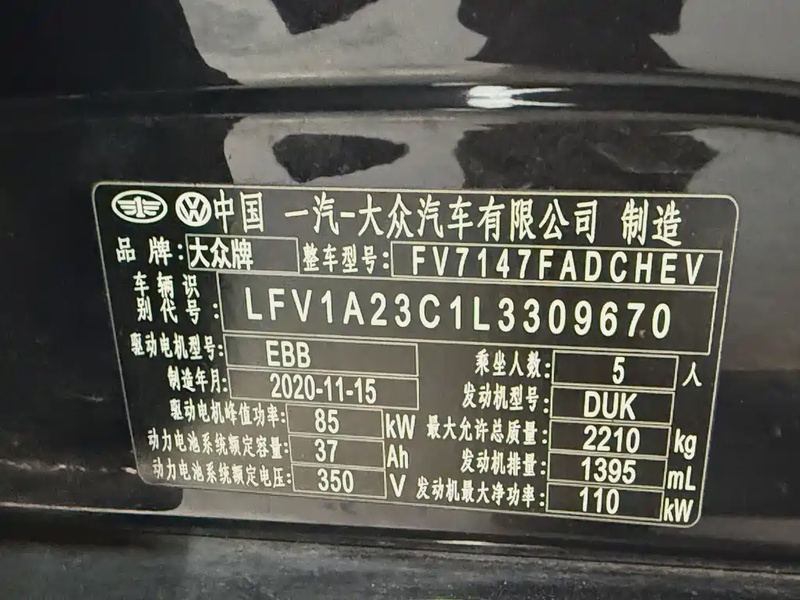 中国 一汽-大众汽车有限公司 制造
品牌: 大众牌 整车型号: FV7147FADCHEV
车辆识别代号: LFV1A23C1L3309670
驱动电机型号: EBB 乘坐人数: 5 人
制造年月: 2020-11-15 发动机型号: DUK
驱动电机峰值功率: 85 kW 最大允许总质量: 2210 kg
动力电池系统额定容量: 37 Ah 发动机排量: 1395 mL
动力电池系统额定电压: 350 V 发动机最大净功率: 110 kW